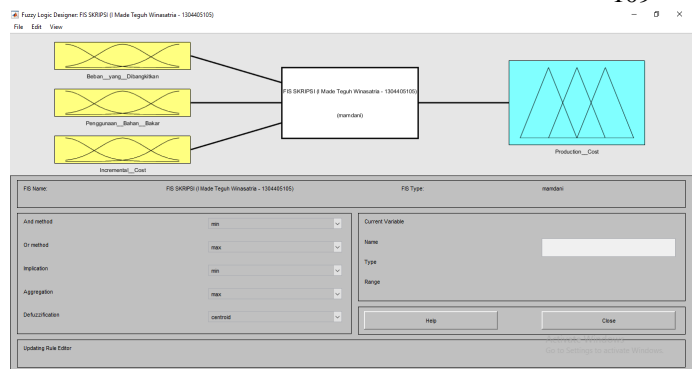 109
Fuzzy Logic Designer: FIS SKRIPSI (I Made Teguh Winasatria - 1304405105)
File Edit View
Beban__yang__Dibangkitkan
Penggunaan__Bahan__Bakar
Incremental__Cost
FIS SKRIPSI (I Made Teguh Winasatria - 1304405105)
(mamdani)
Production__Cost
FIS Name: FIS SKRIPSI (I Made Teguh Winasatria - 1304405105) FIS Type: mamdani
And method min
Or method max
Implication min
Aggregation max
Defuzzification centroid
Current Variable
Name
Type
Range
Help Close
Updating Rule Editor
Activate Windows
Go to Settings to activate Windows.